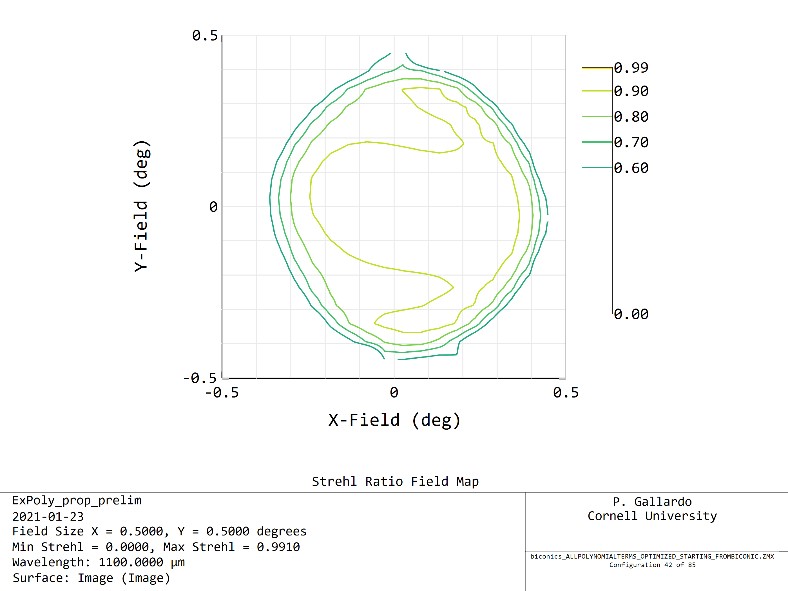 0.5
0
-0.5
Y-Field (deg)
-0.5
0
0.5
X-Field (deg)
0.99
0.90
0.80
0.70
0.60
0.00
Strehl Ratio Field Map
ExPoly_prop_prelim
2021-01-23
Field Size X = 0.5000, Y = 0.5000 degrees
Min Strehl = 0.0000, Max Strehl = 0.9910
Wavelength: 1100.0000 µm
Surface: Image (Image)
P. Gallardo
Cornell University
biconics_ALLPOLYNOMIALTERMS_OPTIMIZED_STARTING_FROMBICONIC.ZMX
Configuration 42 of 85